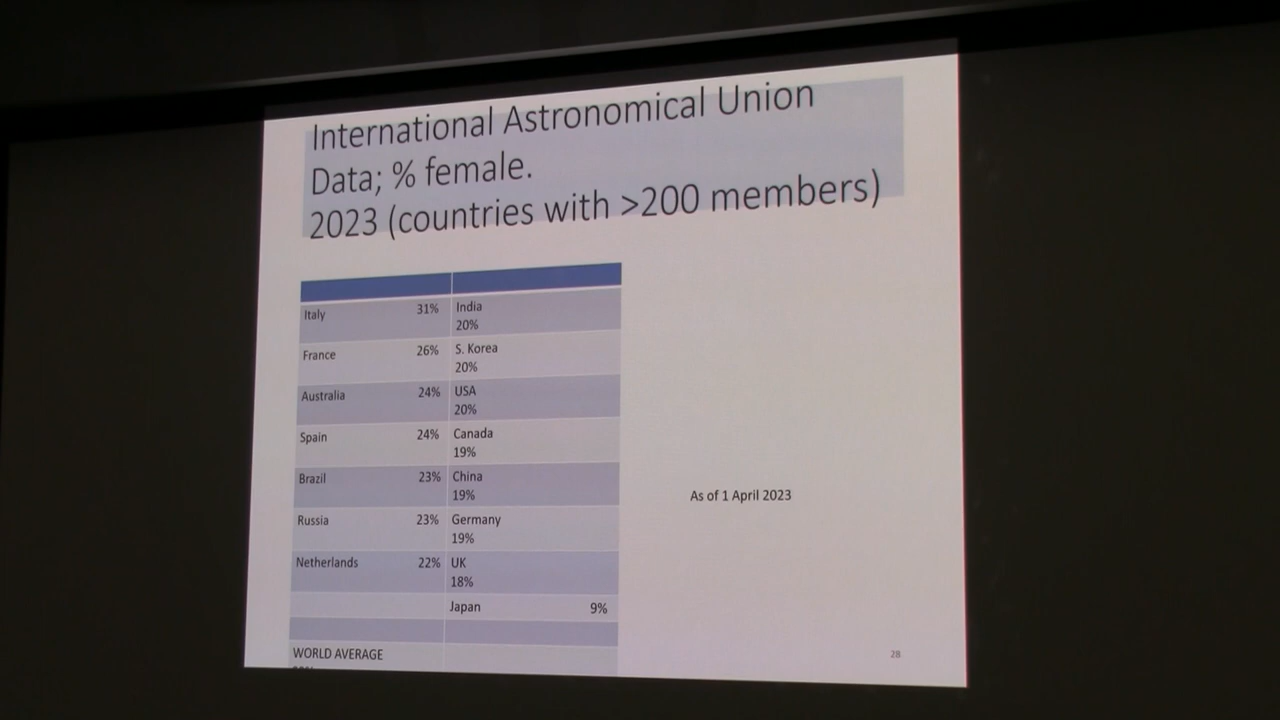 International Astronomical Union
Data; % female.
2023 (countries with >200 members)
Italy 31%
India
20%
France 26%
S. Korea
20%
Australia 24%
USA
20%
Spain 24%
Canada
19%
Brazil 23%
China
19%
Russia 23%
Germany
19%
Netherlands 22%
UK
18%
Japan 9%
WORLD AVERAGE
As of 1 April 2023
28